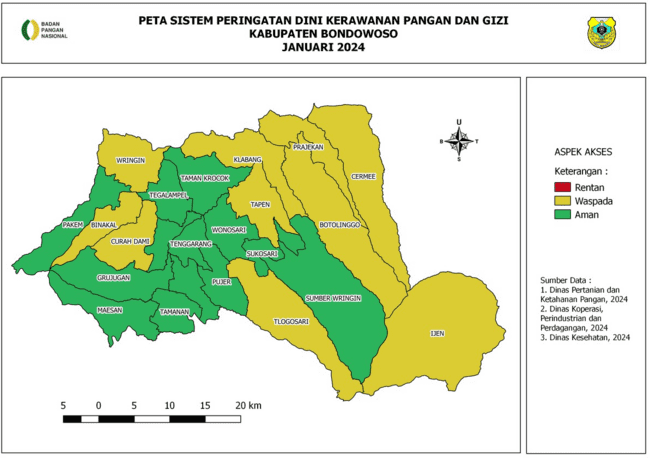 BADAN
PANGAN
NASIONAL
PETA SISTEM PERINGATAN DINI KERAWANAN PANGAN DAN GIZI
KABUPATEN BONDOWOSO
JANUARI 2024
U
B T
S
WRINGIN
KLABANG
PRAJEKAN
CERMEE
TAMAN KROCOK
TEGALAMPEL
TAPEN
PAKEM
BINAKAL
BOTOLINGGO
WONOSARI
CURAH DAMI
TENGGARANG
SUKOSARI
GRUJUGAN
PUJER
SUMBER WRINGIN
MAESAN
TAMANAN
TLOGOSARI
IJEN
5 0 5 10 15 20 km
ASPEK AKSES
Keterangan :
Rentan
Waspada
Aman
Sumber Data :
1. Dinas Pertanian dan
Ketahanan Pangan, 2024
2. Dinas Koperasi,
Perindustrian dan
Perdagangan, 2024
3. Dinas Kesehatan, 2024